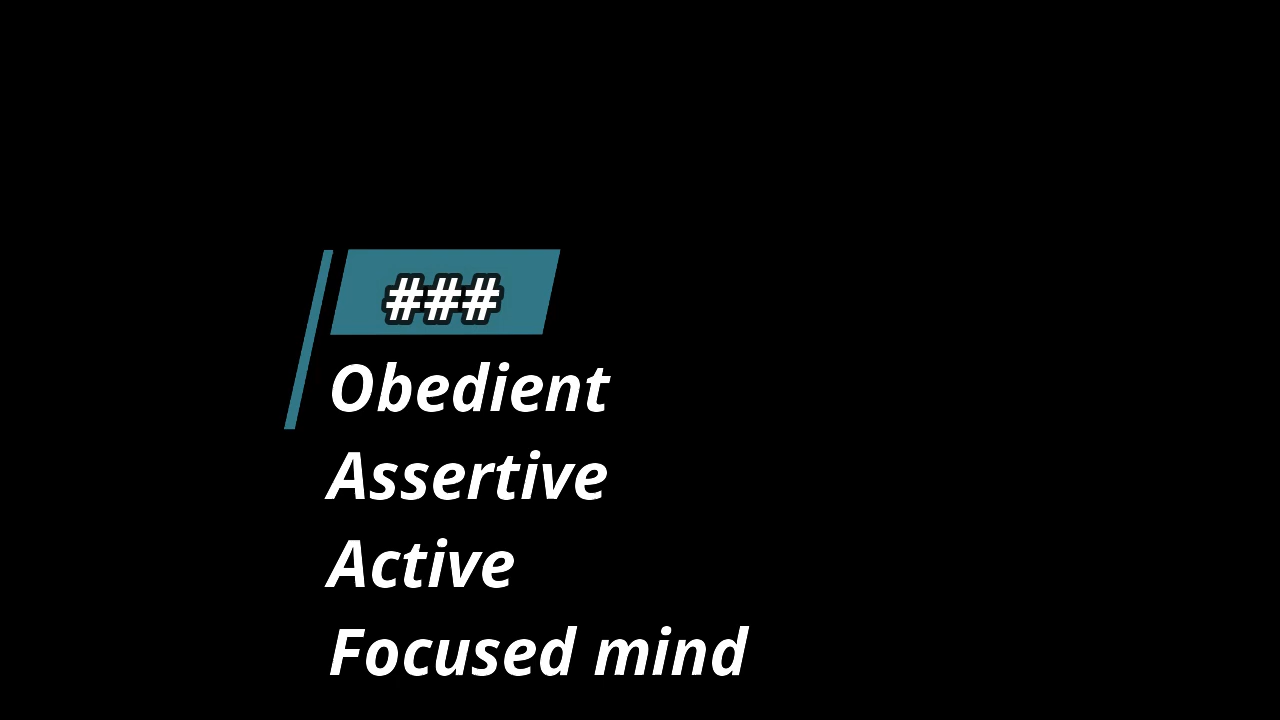 ###
Obedient
Assertive
Active
Focused mind